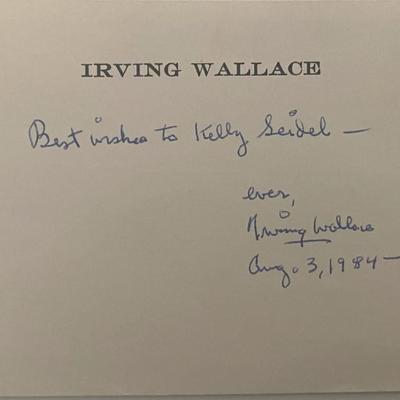 IRVING WALLACE
Best wishes to Kelly Seidel —
ever,
Irving Wallace
Aug. 3, 1984 —